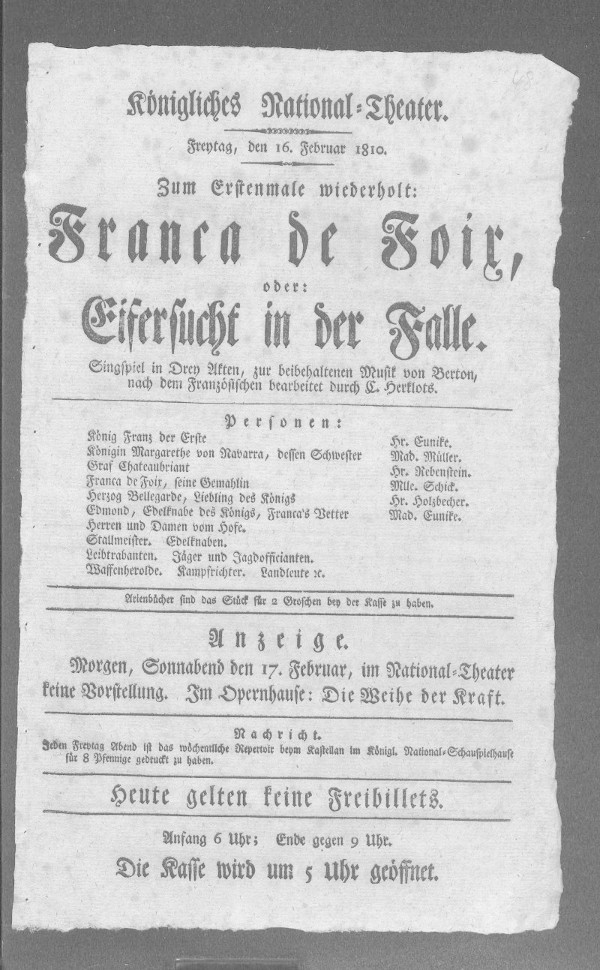 48
Königliches National-Theater.
Freytag, den 16. Februar 1810.
Zum Erstenmale wiederholt:
Franca de Foix,
oder:
Eifersucht in der Falle.
Singspiel in Drey Akten, zur beibehaltenen Musik von Berton,
nach dem Französischen bearbeitet durch C. Herklots.
Personen:
König Franz der Erste Hr. Eunike.
Königin Margarethe von Navarra, dessen Schwester Mad. Müller.
Graf Chateaubriant Hr. Rebenstein.
Franca de Foix, seine Gemahlin Mlle. Schick.
Herzog Bellegarde, Liebling des Königs Hr. Holzbecher.
Edmond, Edelknabe des Königs, Franca's Vetter Mad. Eunike.
Herren und Damen vom Hofe.
Stallmeister. Edelknaben.
Leibtrabanten. Jäger und Jagdofficianten.
Waffenherolde. Kampfrichter. Landleute ꝛc.
Arienbücher sind das Stück für 2 Groschen bey der Kasse zu haben.
Anzeige.
Morgen, Sonnabend den 17. Februar, im National-Theater
keine Vorstellung. Im Opernhause: Die Weihe der Kraft.
Nachricht.
Jeden Freytag Abend ist das wöchentliche Repertoir beym Kastellan im Königl. National-Schauspielhause
für 8 Pfennige gedruckt zu haben.
Heute gelten keine Freibillets.
Anfang 6 Uhr; Ende gegen 9 Uhr.
Die Kasse wird um 5 Uhr geöffnet.